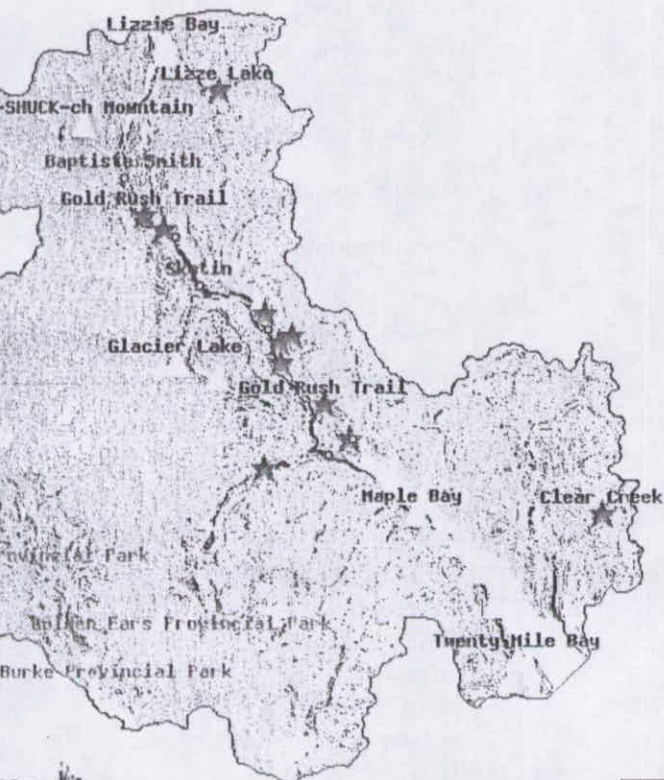 Lizzie Bay
Lizze Lake
-SHUCK-ch Mountain
Baptiste Smith
Gold Rush Trail
Skatin
Glacier Lake
Gold Rush Trail
Maple Bay
Clear Creek
Provincial Park
Ears Provincial Park
Twenty Mile Bay
Burke Provincial Park